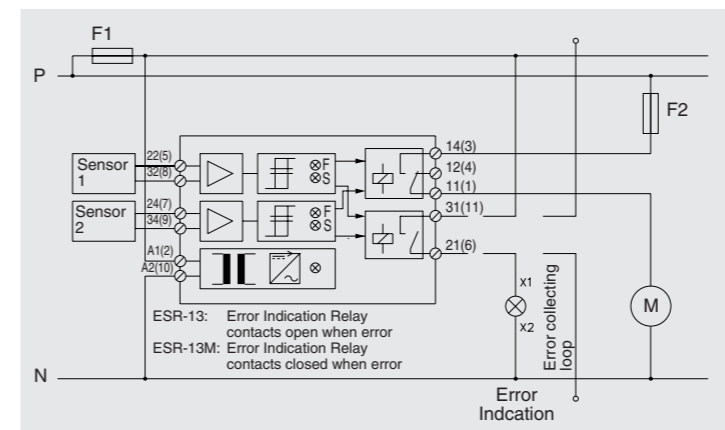 F1
P
F2
14(3)
22(5)
12(4)
Sensor
1
32(8)
F
S
11(1)
24(7)
31(11)
Sensor
2
34(9)
F
S
21(6)
A1(2)
A2(10)
x1
x2
M
Error collecting
loop
ESR-13: Error Indication Relay
contacts open when error
ESR-13M: Error Indication Relay
contacts closed when error
N
Error
Indcation